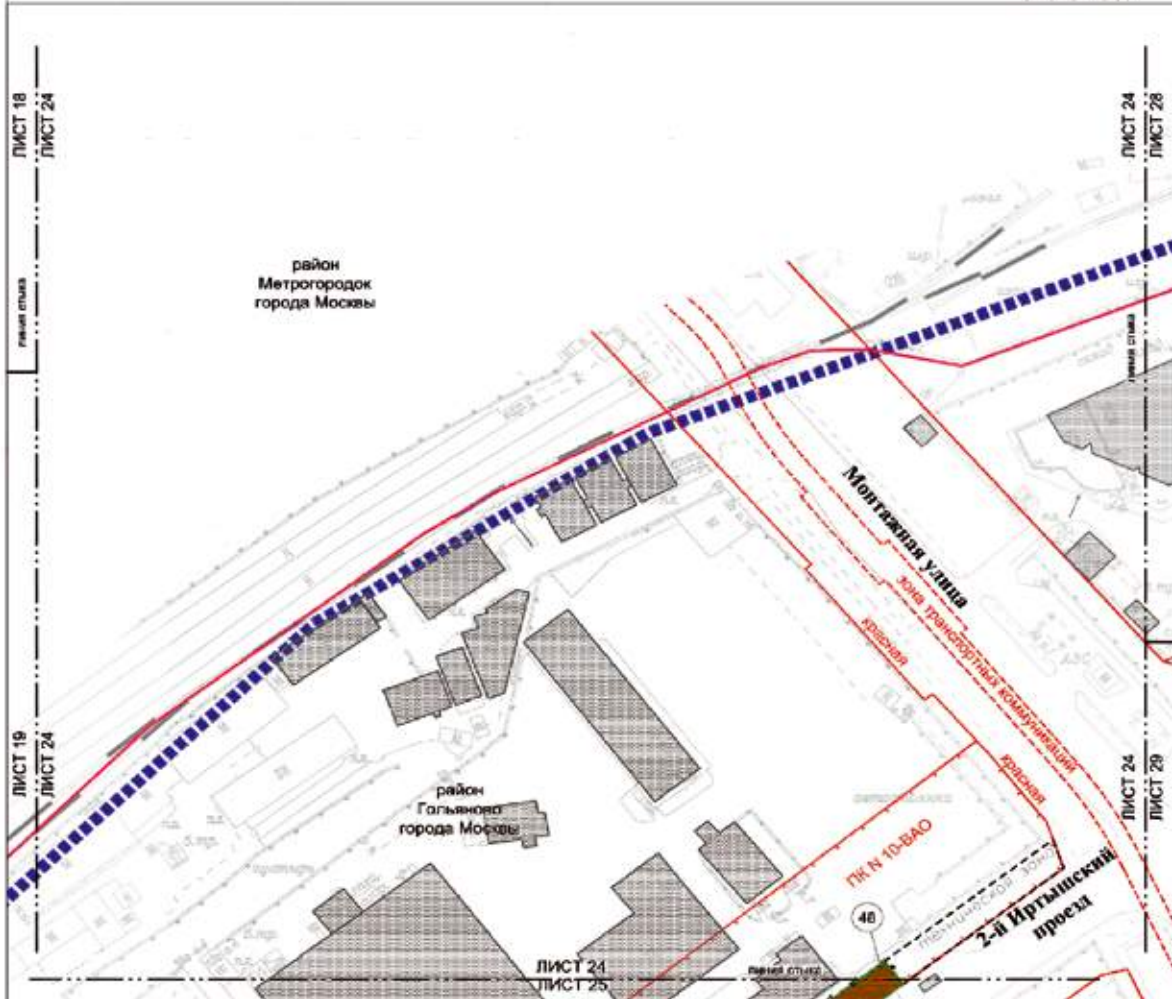 ЛИСТ 18
ЛИСТ 24
ЛИСТ 24
ЛИСТ 28
линия стыка
район
Метрогородок
города Москвы
линия стыка
Монтажная улица
зона транспортных коммуникаций
красная
АЗС
ЛИСТ 19
ЛИСТ 24
район
Гольяново
города Москвы
красная
ЛИСТ 24
ЛИСТ 29
ПК N 10-ВАО
48
2-й Иртышский
проезд
ЛИСТ 24
ЛИСТ 25
линия стыка